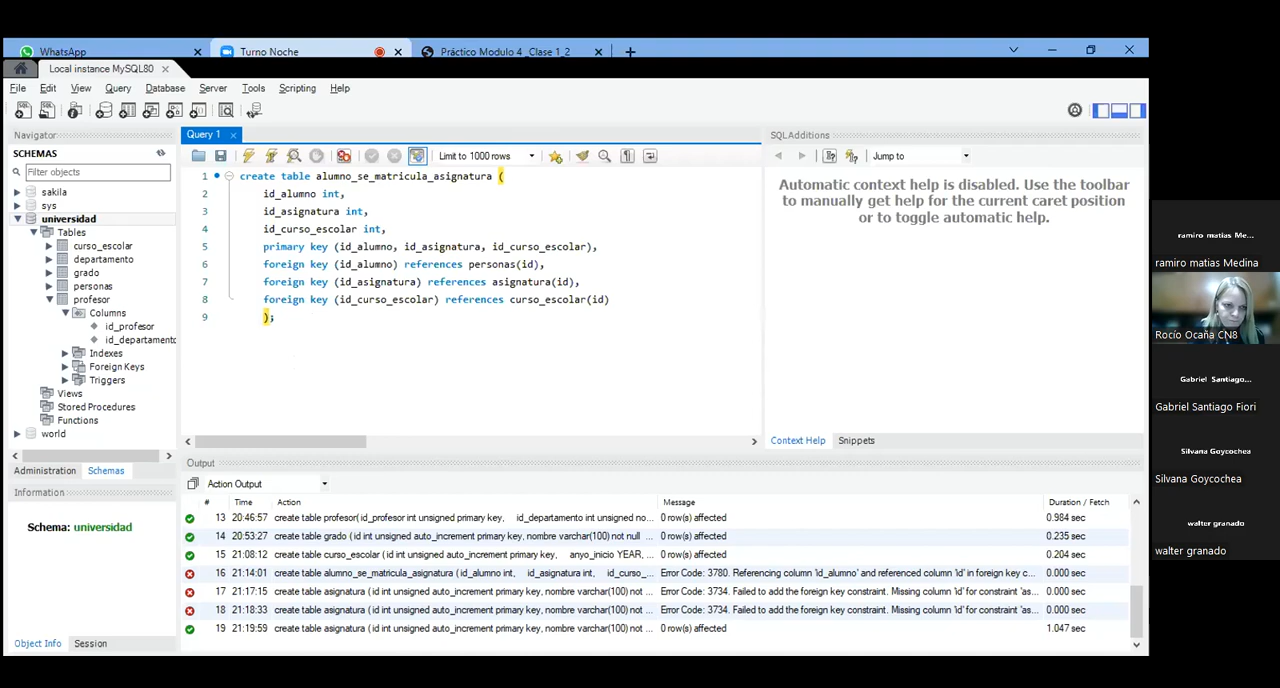 WhatsApp
Turno Noche
Práctico Modulo 4_Clase 1_2
Local instance MySQL80
File Edit View Query Database Server Tools Scripting Help
Navigator
SCHEMAS
Filter objects
sakila
sys
universidad
Tables
curso_escolar
departamento
grado
personas
profesor
Columns
id_profesor
id_departamento
Indexes
Foreign Keys
Triggers
Views
Stored Procedures
Functions
world
Administration Schemas
Information
Schema: universidad
Object Info Session
Query 1
Limit to 1000 rows
1 create table alumno_se_matricula_asignatura (
2 id_alumno int,
3 id_asignatura int,
4 id_curso_escolar int,
5 primary key (id_alumno, id_asignatura, id_curso_escolar),
6 foreign key (id_alumno) references personas(id),
7 foreign key (id_asignatura) references asignatura(id),
8 foreign key (id_curso_escolar) references curso_escolar(id)
9 );
SQLAdditions
Jump to
Automatic context help is disabled. Use the toolbar
to manually get help for the current caret position
or to toggle automatic help.
Context Help Snippets
Output
Action Output
# Time Action Message Duration / Fetch
13 20:46:57 create table profesor( id_profesor int unsigned primary key, id_departamento int unsigned no... 0 row(s) affected 0.984 sec
14 20:53:27 create table grado (id int unsigned auto_increment primary key, nombre varchar(100) not null ... 0 row(s) affected 0.235 sec
15 21:08:12 create table curso_escolar (id int unsigned auto_increment primary key, anyo_inicio YEAR, ... 0 row(s) affected 0.204 sec
16 21:14:01 create table alumno_se_matricula_asignatura ( id_alumno int, id_asignatura int, id_curso_... Error Code: 3780. Referencing column 'id_alumno' and referenced column 'id' in foreign key c... 0.000 sec
17 21:17:15 create table asignatura ( id int unsigned auto_increment primary key, nombre varchar(100) not ... Error Code: 3734. Failed to add the foreign key constraint. Missing column 'id' for constraint 'as... 0.000 sec
18 21:18:33 create table asignatura ( id int unsigned auto_increment primary key, nombre varchar(100) not ... Error Code: 3734. Failed to add the foreign key constraint. Missing column 'id' for constraint 'as... 0.000 sec
19 21:19:59 create table asignatura ( id int unsigned auto_increment primary key, nombre varchar(100) not ... 0 row(s) affected 1.047 sec
ramiro matias Me...
ramiro matias Medina
Rocío Ocaña CN8
Gabriel Santiago...
Gabriel Santiago Fiori
Silvana Goycochea
Silvana Goycochea
walter granado
walter granado